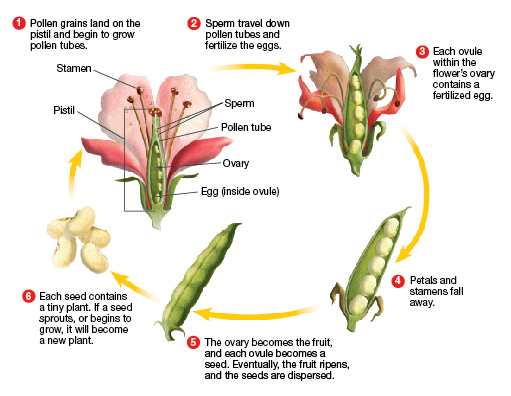 1 Pollen grains land on the
pistil and begin to grow
pollen tubes.
2 Sperm travel down
pollen tubes and
fertilize the eggs.
3 Each ovule
within the
flower's ovary
contains a
fertilized egg.
Stamen
Pistil
Sperm
Pollen tube
Ovary
Egg (inside ovule)
4 Petals and
stamens fall
away.
5 The ovary becomes the fruit,
and each ovule becomes a
seed. Eventually, the fruit ripens,
and the seeds are dispersed.
6 Each seed contains
a tiny plant. If a seed
sprouts, or begins to
grow, it will become
a new plant.